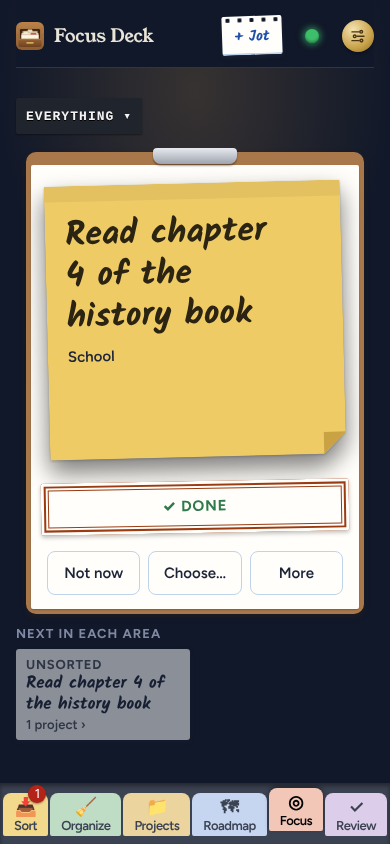 Focus Deck
+ Jot
EVERYTHING ▾
Read chapter
4 of the
history book
School
✓ DONE
Not now
Choose...
More
NEXT IN EACH AREA
UNSORTED
Read chapter 4 of
the history book
1 project ›
1
Sort
Organize
Projects
Roadmap
Focus
Review